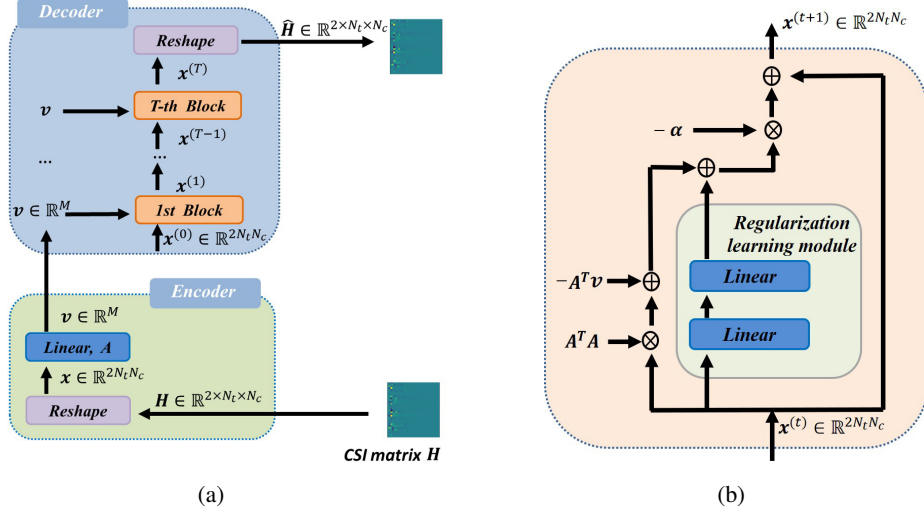 Decoder
Reshape
Ĥ ∈ ℝ^{2×N_t×N_c}
x^{(T)}
v
T-th Block
x^{(T−1)}
...
...
x^{(1)}
v ∈ ℝ^M
1st Block
x^{(0)} ∈ ℝ^{2N_tN_c}
Encoder
v ∈ ℝ^M
Linear, A
x ∈ ℝ^{2N_tN_c}
Reshape
H ∈ ℝ^{2×N_t×N_c}
CSI matrix H
(a)
x^{(t+1)} ∈ ℝ^{2N_tN_c}
− α
Regularization
learning module
−A^T v
Linear
A^T A
Linear
x^{(t)} ∈ ℝ^{2N_tN_c}
(b)